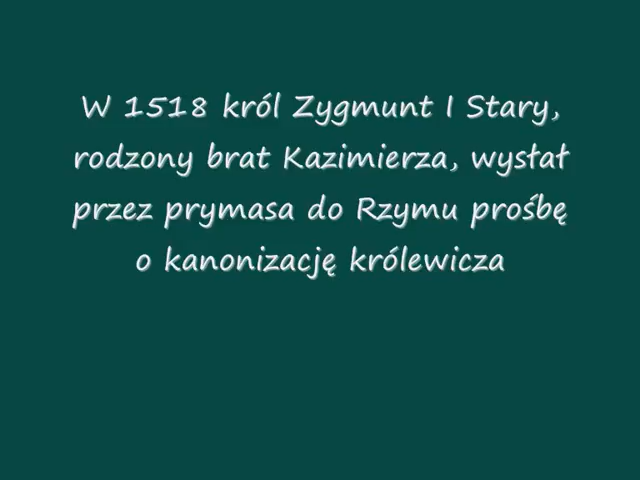 W 1518 król Zygmunt I Stary,
rodzony brat Kazimierza, wysłał
przez prymasa do Rzymu prośbę
o kanonizację królewicza